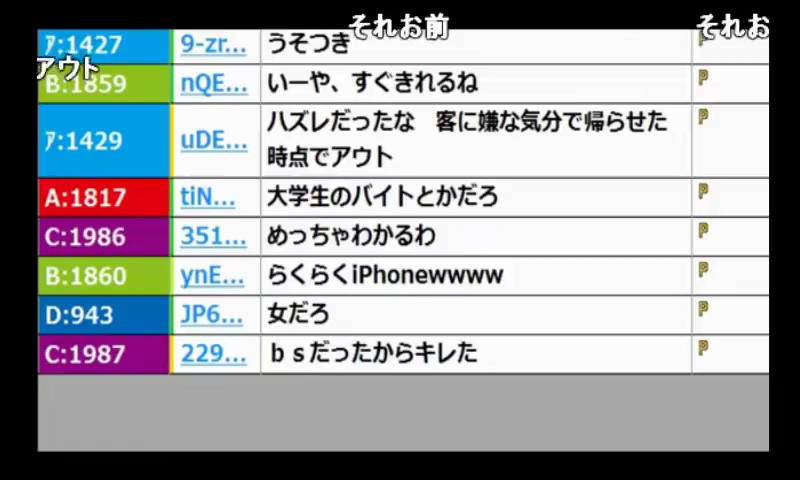 それお前
それお
ｱ:1427 9-zr... うそつき P
アウト
B:1859 nQE... いーや、すぐきれるね P
ｱ:1429 uDE... ハズレだったな　客に嫌な気分で帰らせた P
時点でアウト
A:1817 tiN... 大学生のバイトとかだろ P
C:1986 351... めっちゃわかるわ P
B:1860 ynE... らくらくiPhonewwww P
D:943 JP6... 女だろ P
C:1987 229... ｂｓだったからキレた P